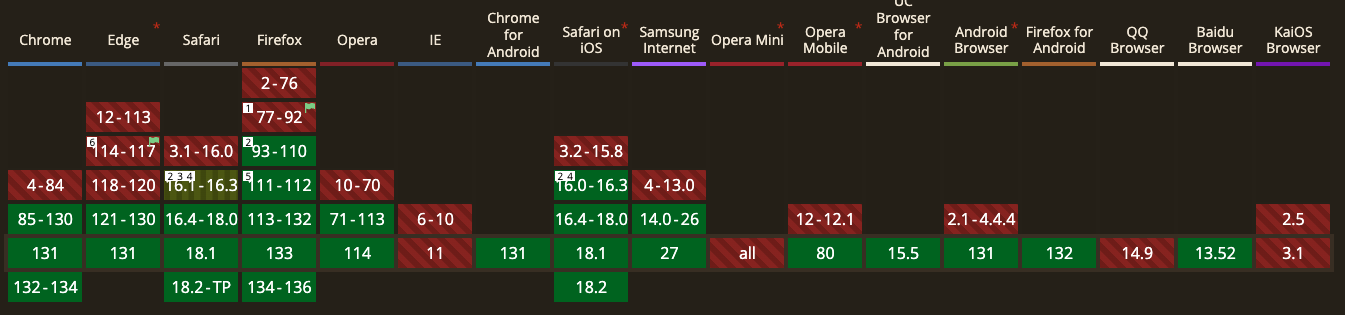 Chrome Edge * Safari Firefox Opera IE Chrome for Android Safari on iOS * Samsung Internet Opera Mini * Opera Mobile * UC Browser for Android Android Browser * Firefox for Android QQ Browser Baidu Browser KaiOS Browser
2-76
12-113 1 77-92
6 114-117 3.1-16.0 2 93-110 3.2-15.8
4-84 118-120 2 3 4 16.1-16.3 5 111-112 10-70 2 4 16.0-16.3 4-13.0
85-130 121-130 16.4-18.0 113-132 71-113 6-10 16.4-18.0 14.0-26 12-12.1 2.1-4.4.4 2.5
131 131 18.1 133 114 11 131 18.1 27 all 80 15.5 131 132 14.9 13.52 3.1
132-134 18.2-TP 134-136 18.2